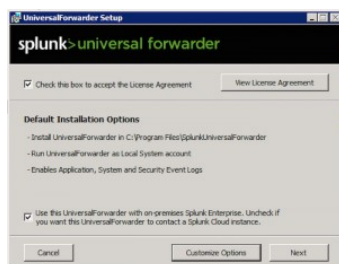 UniversalForwarder Setup
splunk>universal forwarder
Check this box to accept the License Agreement
View License Agreement
Default Installation Options
- Install UniversalForwarder in C:\Program Files\SplunkUniversalForwarder
- Run UniversalForwarder as Local System account
- Enables Application, System and Security Event Logs
Use this UniversalForwarder with on-premises Splunk Enterprise. Uncheck if
you want this UniversalForwarder to contact a Splunk Cloud instance.
Cancel
Customize Options
Next